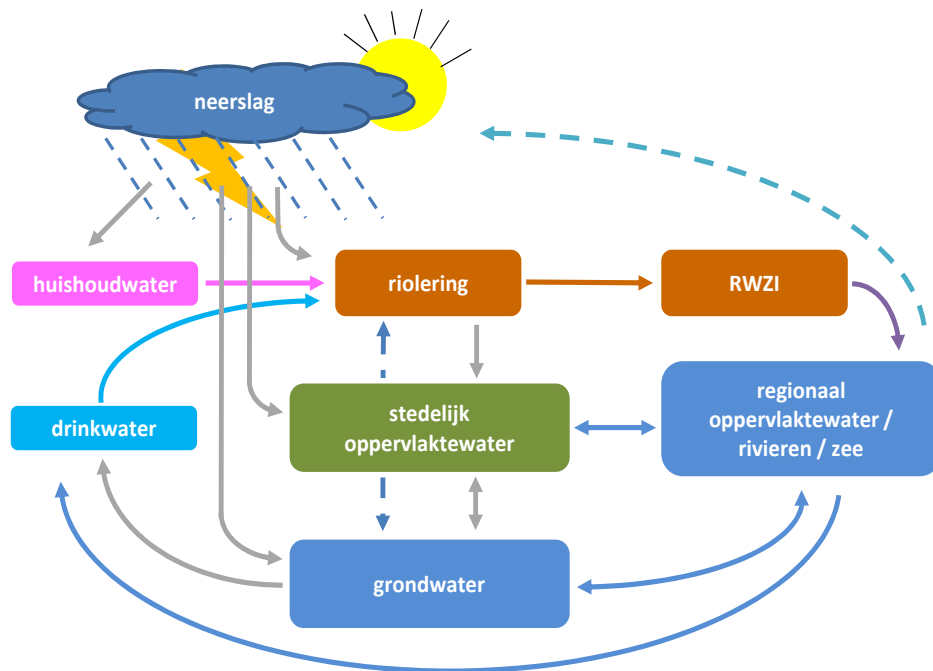 neerslag
huishoudwater
riolering
RWZI
drinkwater
stedelijk
oppervlaktewater
regionaal
oppervlaktewater /
rivieren / zee
grondwater